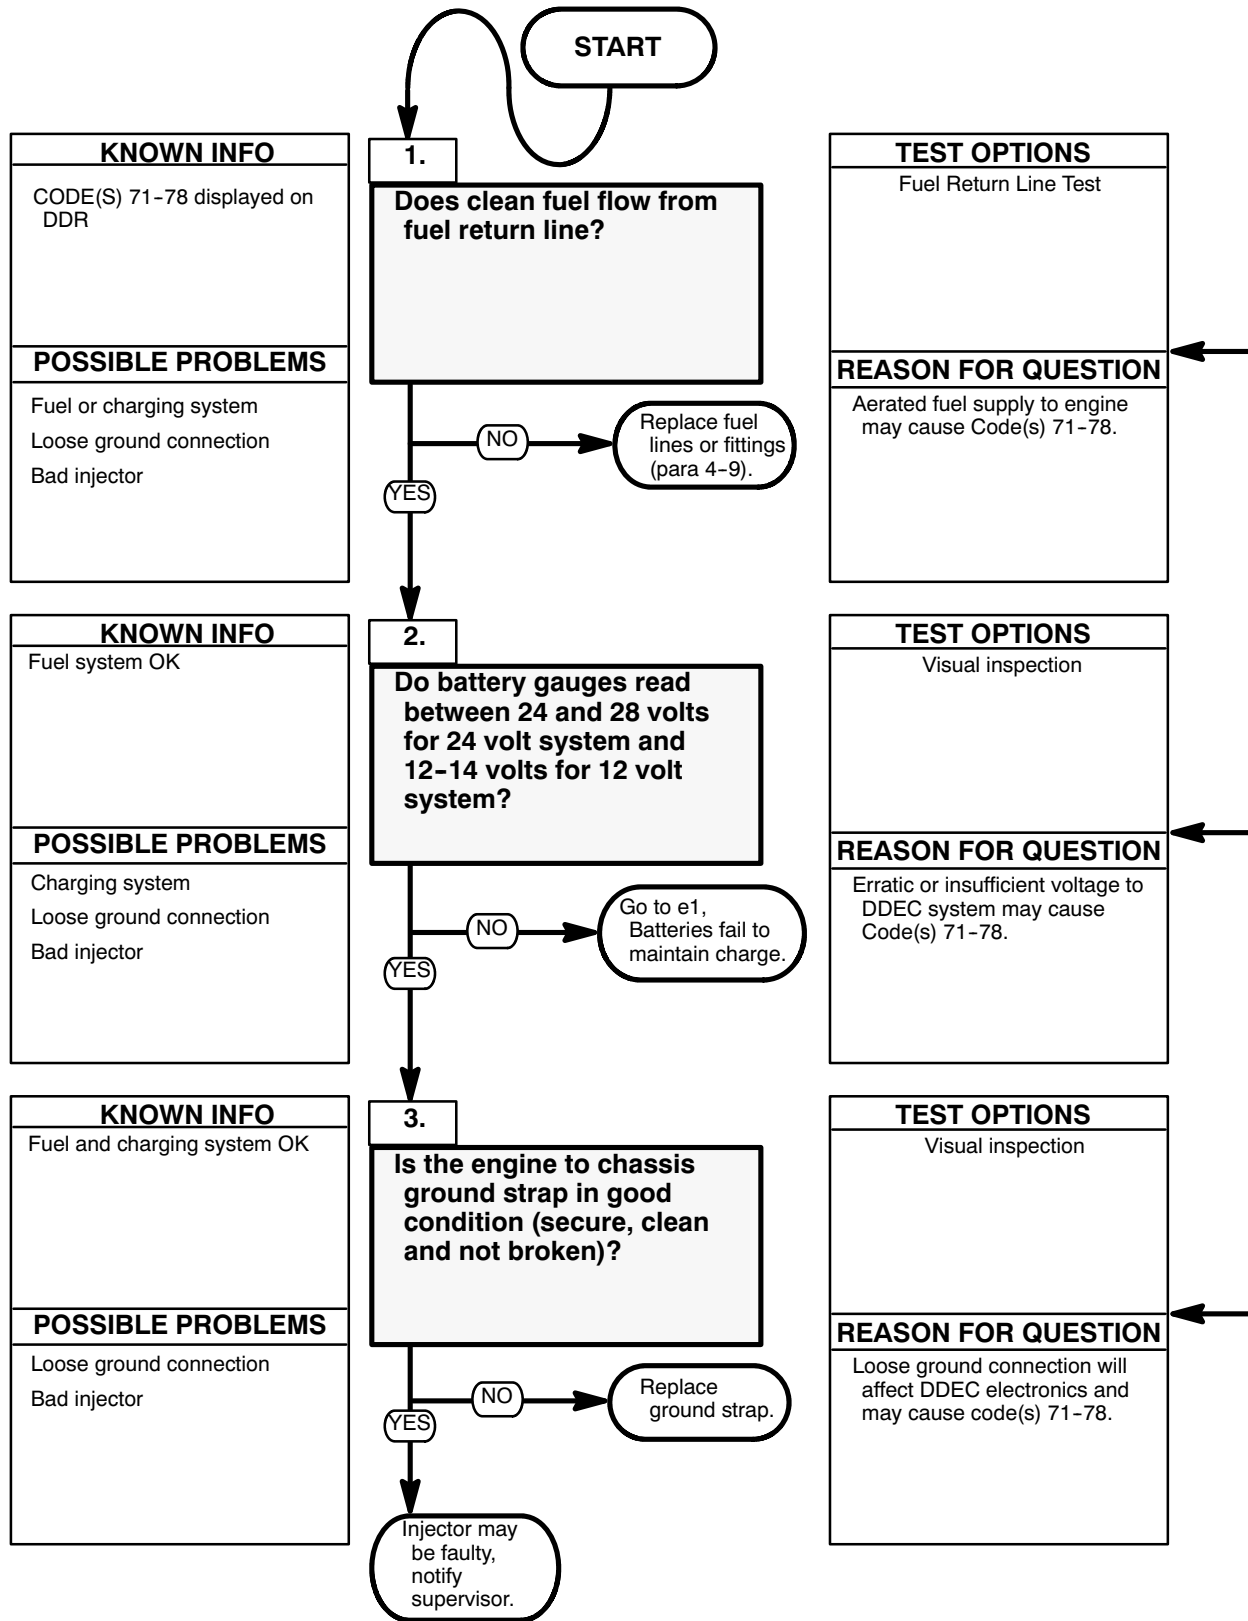 START
KNOWN INFO
CODE(S) 71-78 displayed on
DDR
POSSIBLE PROBLEMS
Fuel or charging system
Loose ground connection
Bad injector
1.
Does clean fuel flow from
fuel return line?
NO
Replace fuel
lines or fittings
(para 4-9).
YES
TEST OPTIONS
Fuel Return Line Test
REASON FOR QUESTION
Aerated fuel supply to engine
may cause Code(s) 71-78.
KNOWN INFO
Fuel system OK
POSSIBLE PROBLEMS
Charging system
Loose ground connection
Bad injector
2.
Do battery gauges read
between 24 and 28 volts
for 24 volt system and
12-14 volts for 12 volt
system?
NO
Go to e1,
Batteries fail to
maintain charge.
YES
TEST OPTIONS
Visual inspection
REASON FOR QUESTION
Erratic or insufficient voltage to
DDEC system may cause
Code(s) 71-78.
KNOWN INFO
Fuel and charging system OK
POSSIBLE PROBLEMS
Loose ground connection
Bad injector
3.
Is the engine to chassis
ground strap in good
condition (secure, clean
and not broken)?
NO
Replace
ground strap.
YES
Injector may
be faulty,
notify
supervisor.
TEST OPTIONS
Visual inspection
REASON FOR QUESTION
Loose ground connection will
affect DDEC electronics and
may cause code(s) 71-78.